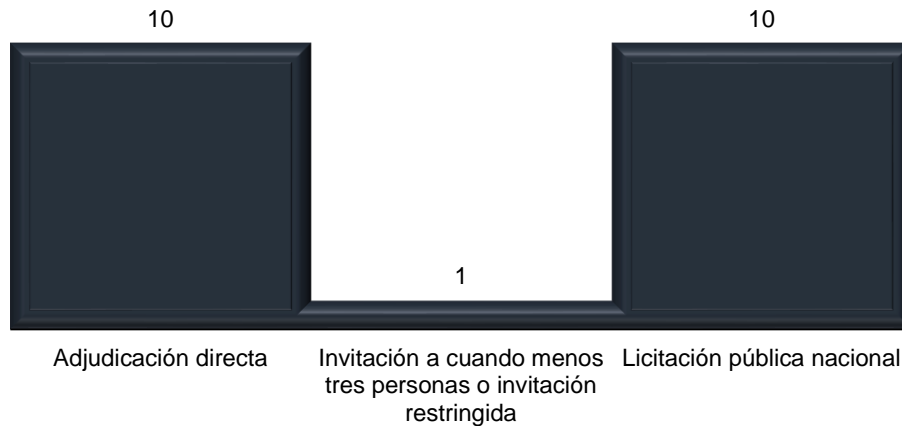 10
10
1
Adjudicación directa
Invitación a cuando menos
tres personas o invitación
restringida
Licitación pública nacional